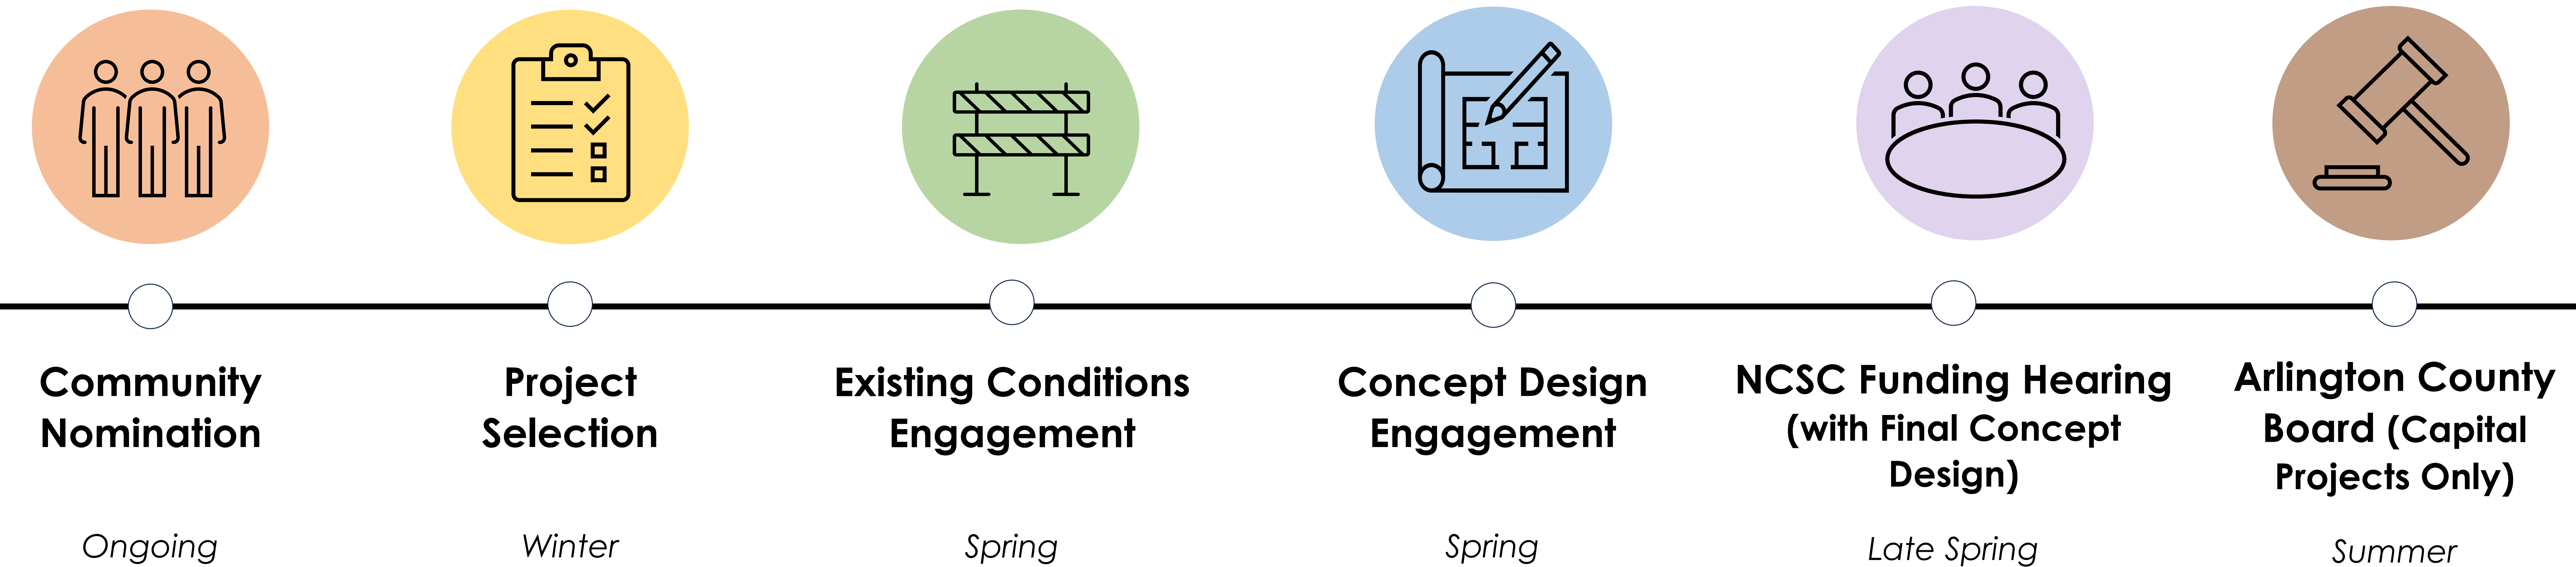 Community
Nomination
Ongoing
Project
Selection
Winter
Existing Conditions
Engagement
Spring
Concept Design
Engagement
Spring
NCSC Funding Hearing
(with Final Concept
Design)
Late Spring
Arlington County
Board (Capital
Projects Only)
Summer